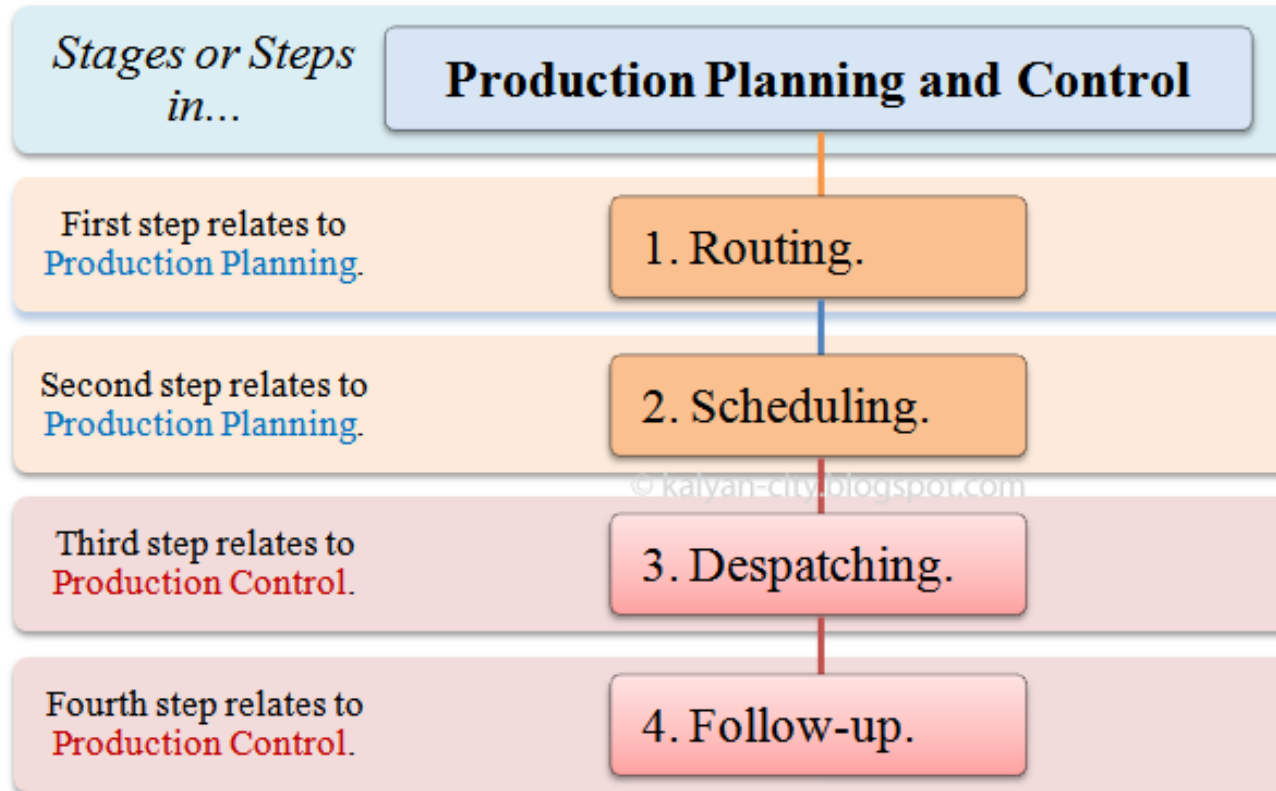 Stages or Steps
in...
Production Planning and Control
First step relates to
Production Planning.
1. Routing.
Second step relates to
Production Planning.
2. Scheduling.
© kalyan-city.blogspot.com
Third step relates to
Production Control.
3. Despatching.
Fourth step relates to
Production Control.
4. Follow-up.